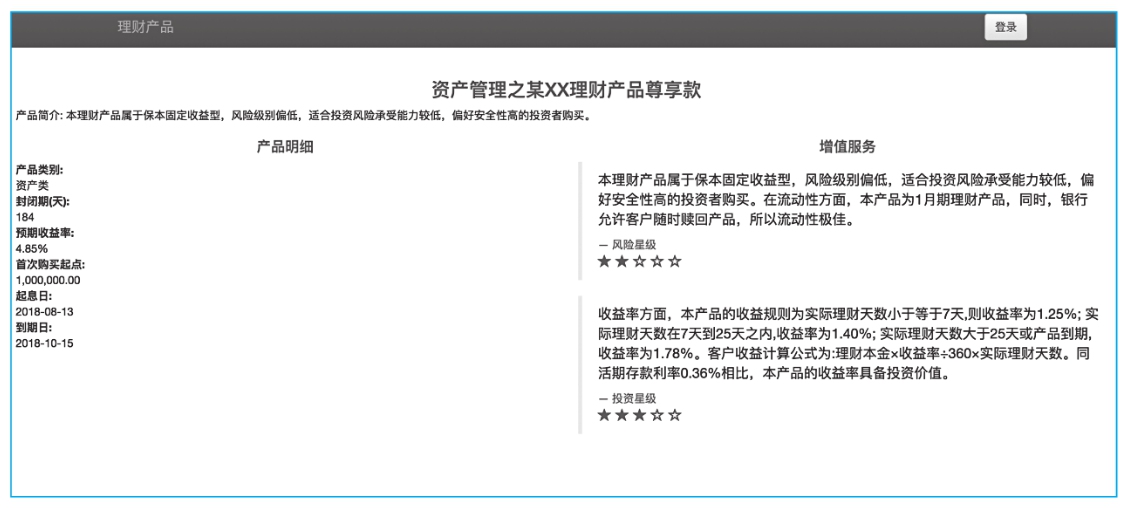 理财产品
登录
资产管理之某XX理财产品尊享款
产品简介: 本理财产品属于保本固定收益型，风险级别偏低，适合投资风险承受能力较低，偏好安全性高的投资者购买。
产品明细
产品类别:
资产类
封闭期(天):
184
预期收益率:
4.85%
首次购买起点:
1,000,000.00
起息日:
2018-08-13
到期日:
2018-10-15
增值服务
本理财产品属于保本固定收益型，风险级别偏低，适合投资风险承受能力较低，偏
好安全性高的投资者购买。在流动性方面，本产品为1月期理财产品，同时，银行
允许客户随时赎回产品，所以流动性极佳。
— 风险星级
★★☆☆☆
收益率方面，本产品的收益规则为实际理财天数小于等于7天,则收益率为1.25%; 实
际理财天数在7天到25天之内,收益率为1.40%; 实际理财天数大于25天或产品到期,
收益率为1.78%。客户收益计算公式为:理财本金×收益率÷360×实际理财天数。同
活期存款利率0.36%相比，本产品的收益率具备投资价值。
— 投资星级
★★★☆☆